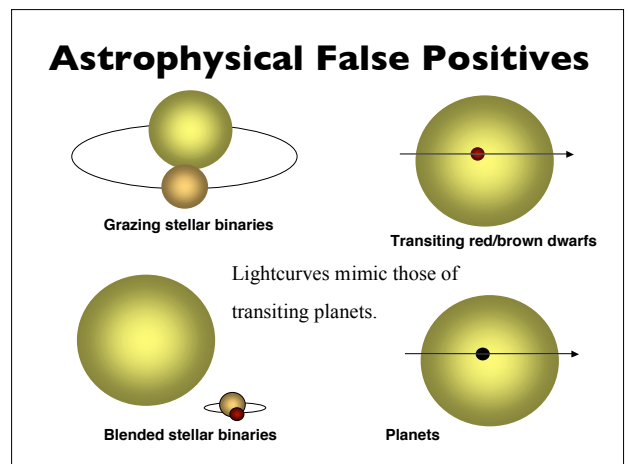 Astrophysical False Positives
Grazing stellar binaries
Transiting red/brown dwarfs
Lightcurves mimic those of
transiting planets.
Blended stellar binaries
Planets